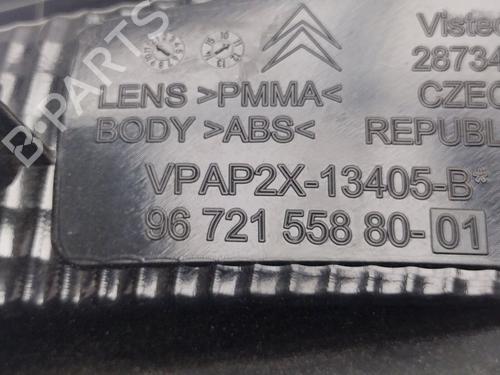 Visteo
28734
LENS >PMMA< CZEC
BODY >ABS< REPUBL
VPAP2X-13405-B*
96 721 558 80-01